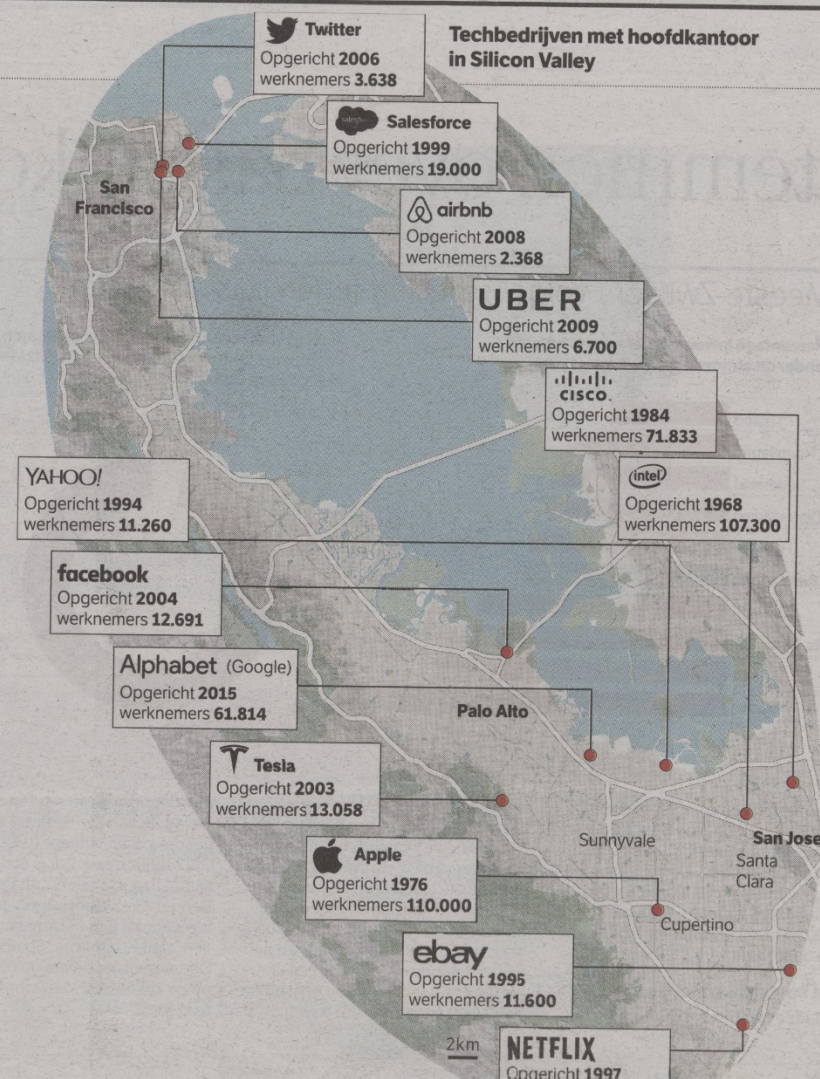 Techbedrijven met hoofdkantoor
in Silicon Valley
Twitter
Opgericht 2006
werknemers 3.638
salesforce
Salesforce
Opgericht 1999
werknemers 19.000
San
Francisco
airbnb
Opgericht 2008
werknemers 2.368
UBER
Opgericht 2009
werknemers 6.700
CISCO.
Opgericht 1984
werknemers 71.833
YAHOO!
Opgericht 1994
werknemers 11.260
intel
Opgericht 1968
werknemers 107.300
facebook
Opgericht 2004
werknemers 12.691
Alphabet (Google)
Opgericht 2015
werknemers 61.814
Palo Alto
Tesla
Opgericht 2003
werknemers 13.058
Sunnyvale
San Jose
Santa
Clara
Apple
Opgericht 1976
werknemers 110.000
Cupertino
ebay
Opgericht 1995
werknemers 11.600
2km
NETFLIX
Opgericht 1997